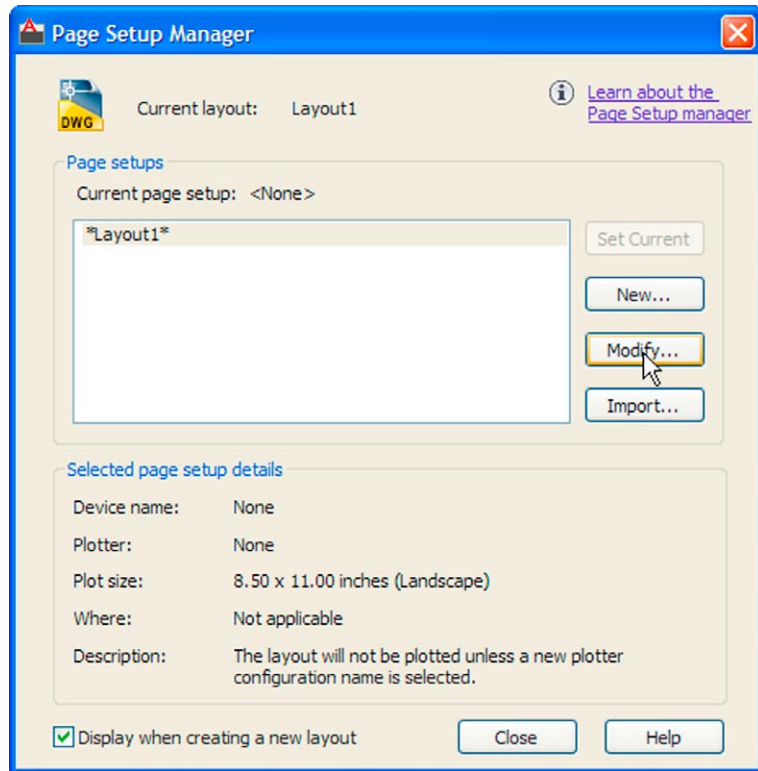 Page Setup Manager
DWG
Current layout: Layout1
Learn about the
Page Setup manager
Page setups
Current page setup: <None>
*Layout1*
Set Current
New...
Modify...
Import...
Selected page setup details
Device name: None
Plotter: None
Plot size: 8.50 x 11.00 inches (Landscape)
Where: Not applicable
Description: The layout will not be plotted unless a new plotter
configuration name is selected.
Display when creating a new layout
Close
Help